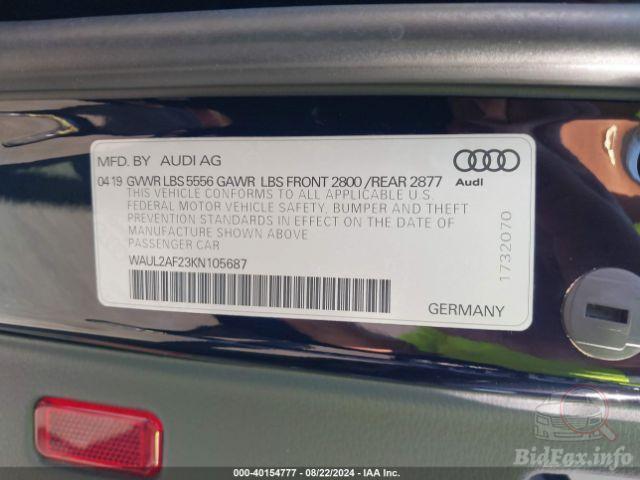 MFD. BY AUDI AG
04 19 GVWR LBS 5556 GAWR LBS FRONT 2800 /REAR 2877
Audi
THIS VEHICLE CONFORMS TO ALL APPLICABLE U.S.
FEDERAL MOTOR VEHICLE SAFETY, BUMPER AND THEFT
PREVENTION STANDARDS IN EFFECT ON THE DATE OF
MANUFACTURE SHOWN ABOVE
PASSENGER CAR
WAUL2AF23KN105687
1732070
GERMANY
BidFax.info
000-40154777 - 08/22/2024 - IAA Inc.